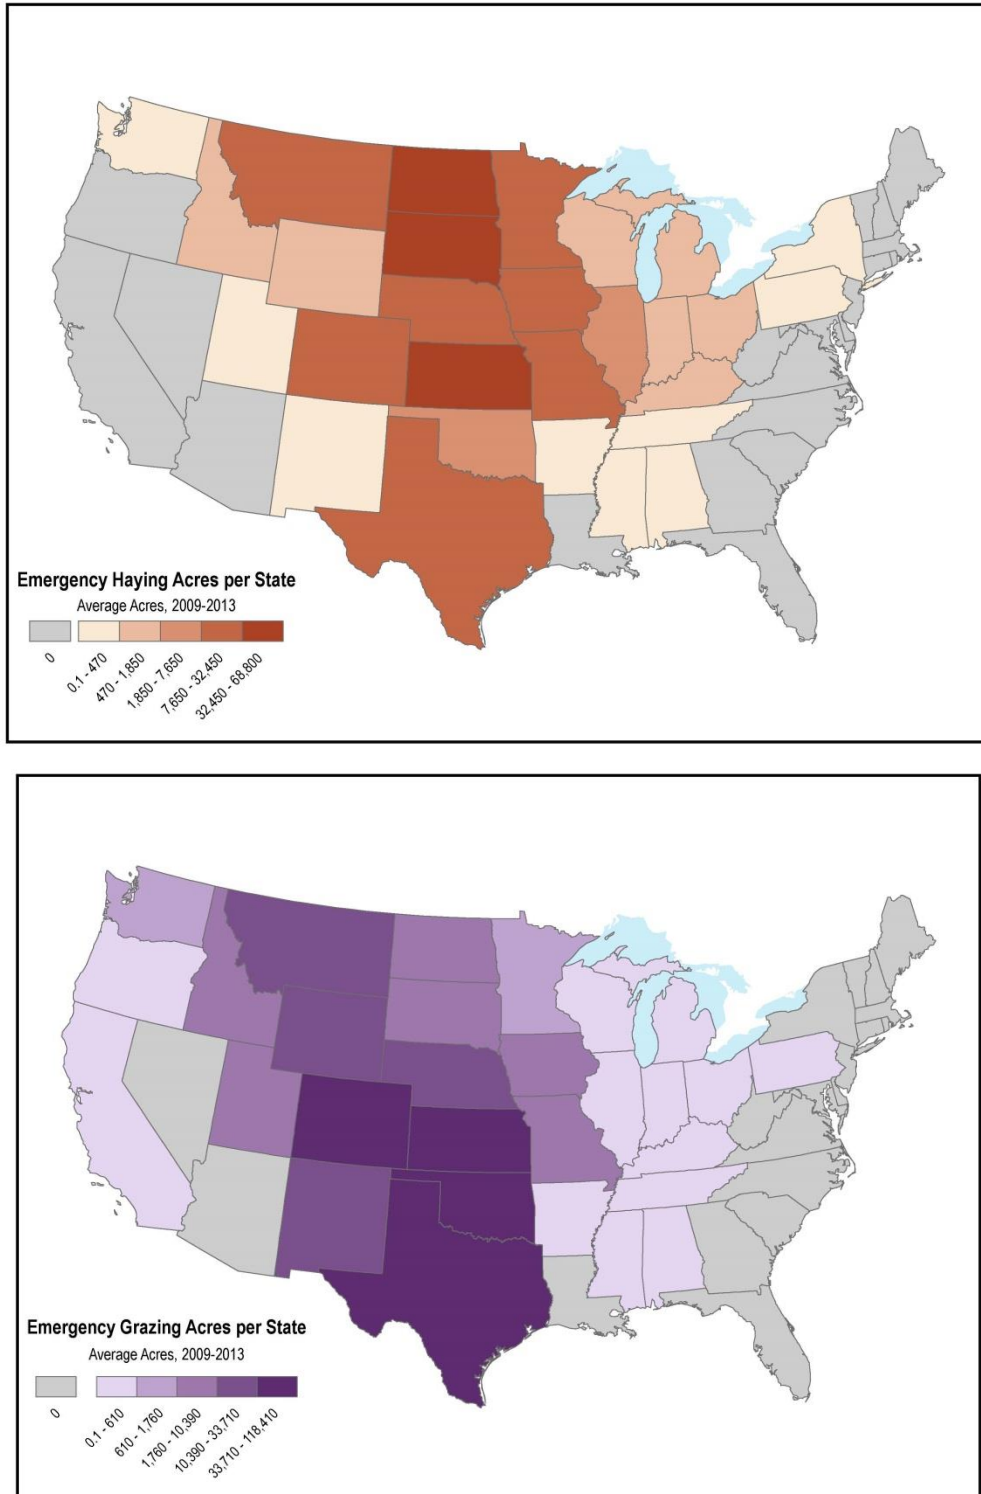 Emergency Haying Acres per State
Average Acres, 2009-2013
0
0.1 - 470
470 - 1,850
1,850 - 7,650
7,650 - 32,450
32,450 - 68,800
Emergency Grazing Acres per State
Average Acres, 2009-2013
0
0.1 - 610
610 - 1,760
1,760 - 10,390
10,390 - 33,710
33,710 - 118,410